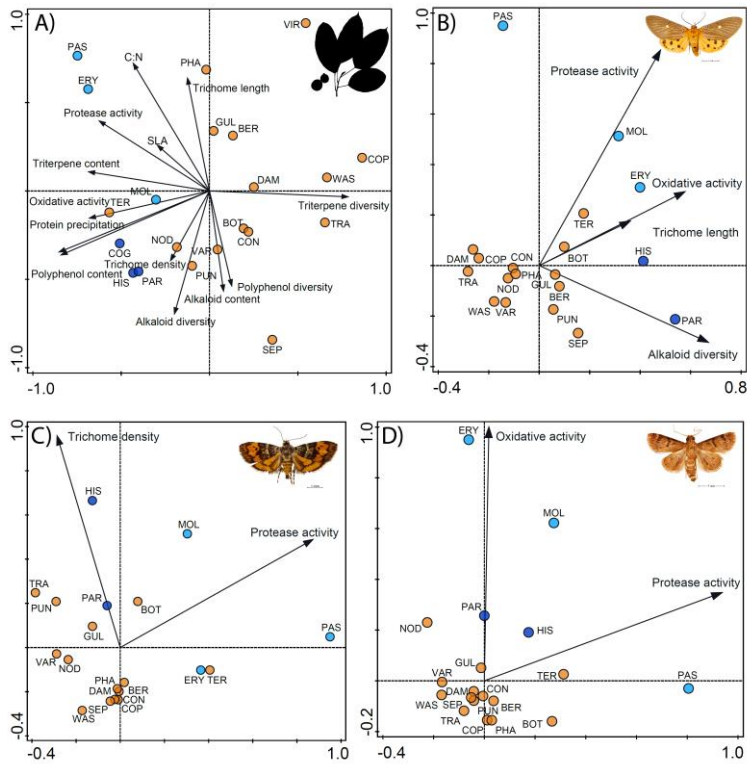 A)
VIR
PAS
C:N
PHA
ERY
Trichome length
Protease activity
GUL BER
SLA
COP
Triterpene content
WAS
DAM
MOL
Oxidative activity TER
Triterpene diversity
Protein precipitation
BOT
TRA
COG
NOD
VAR
CON
Polyphenol content
Trichome density
HIS PAR
PUN
Polyphenol diversity
Alkaloid content
Alkaloid diversity
SEP
-1.0
-1.0
1.0
B)
1.0
PAS
Protease activity
MOL
ERY
Oxidative activity
TER
Trichome length
BOT
HIS
DAM COP CON
TRA
NOD
PHA
GUL
BER
WAS VAR
PUN
PAR
SEP
Alkaloid diversity
-0.4
-0.4
0.8
C)
1.0
Trichome density
HIS
MOL
Protease activity
TRA
PUN
PAR
BOT
GUL
PAS
VAR
NOD
PHA
DAM BER
ERY TER
SEP CON
WAS
COP
-0.4
-0.4
1.0
D)
1.0
ERY
Oxidative activity
MOL
Protease activity
PAR
NOD
HIS
GUL
TER
PAS
VAR
DAM CON
WAS SEP
PUN BER
TRA
COP PHA
BOT
-0.2
-0.4
1.0